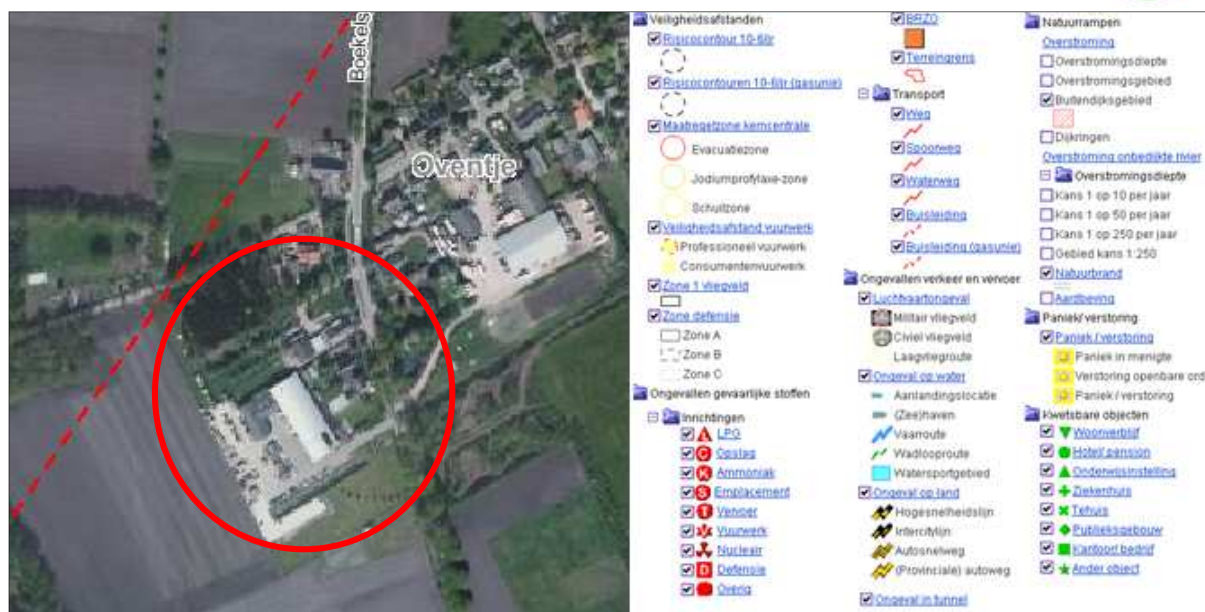 Boekels
Oventje
Veiligheidsafstanden
Risicocontour 10-6/jr
Risicocontouren 10-6/jr (gasunie)
Maatregelzone kerncentrale
Evacuatiezone
Jodiumprofylaxe-zone
Schuilzone
Veiligheidsafstand vuurwerk
Professioneel vuurwerk
Consumentenvuurwerk
Zone 1 vliegveld
Zone defensie
Zone A
Zone B
Zone C
Ongevallen gevaarlijke stoffen
Inrichtingen
LPG
C Opslag
K Ammoniak
S Emplacement
T Vervoer
Vuurwerk
Nucleair
D Defensie
Overig
BRZO
Terreingrens
Transport
Weg
Spoorweg
Waterweg
Buisleiding
Buisleiding (gasunie)
Ongevallen verkeer en vervoer
Luchtvaartongeval
Militair vliegveld
Civiel vliegveld
Laagvliegroute
Ongeval op water
Aanlandingslocatie
(Zee)haven
Vaarroute
Wadlooproute
Watersportgebied
Ongeval op land
Hogesnelheidslijn
Intercitylijn
Autosnelweg
(Provinciale) autoweg
Ongeval in tunnel
Natuurrampen
Overstroming
Overstromingsdiepte
Overstromingsgebied
Buitendijksgebied
Dijkringen
Overstroming onbedijkte rivier
Overstromingsdiepte
Kans 1 op 10 per jaar
Kans 1 op 50 per jaar
Kans 1 op 250 per jaar
Gebied kans 1:250
Natuurbrand
Aardbeving
Paniek/ verstoring
Paniek / verstoring
Paniek in menigte
Verstoring openbare ord
Paniek / verstoring
Kwetsbare objecten
Woonverblijf
Hotel/ pension
Onderwijsinstelling
Ziekenhuis
Tehuis
Publieksgebouw
Kantoor/ bedrijf
Ander object